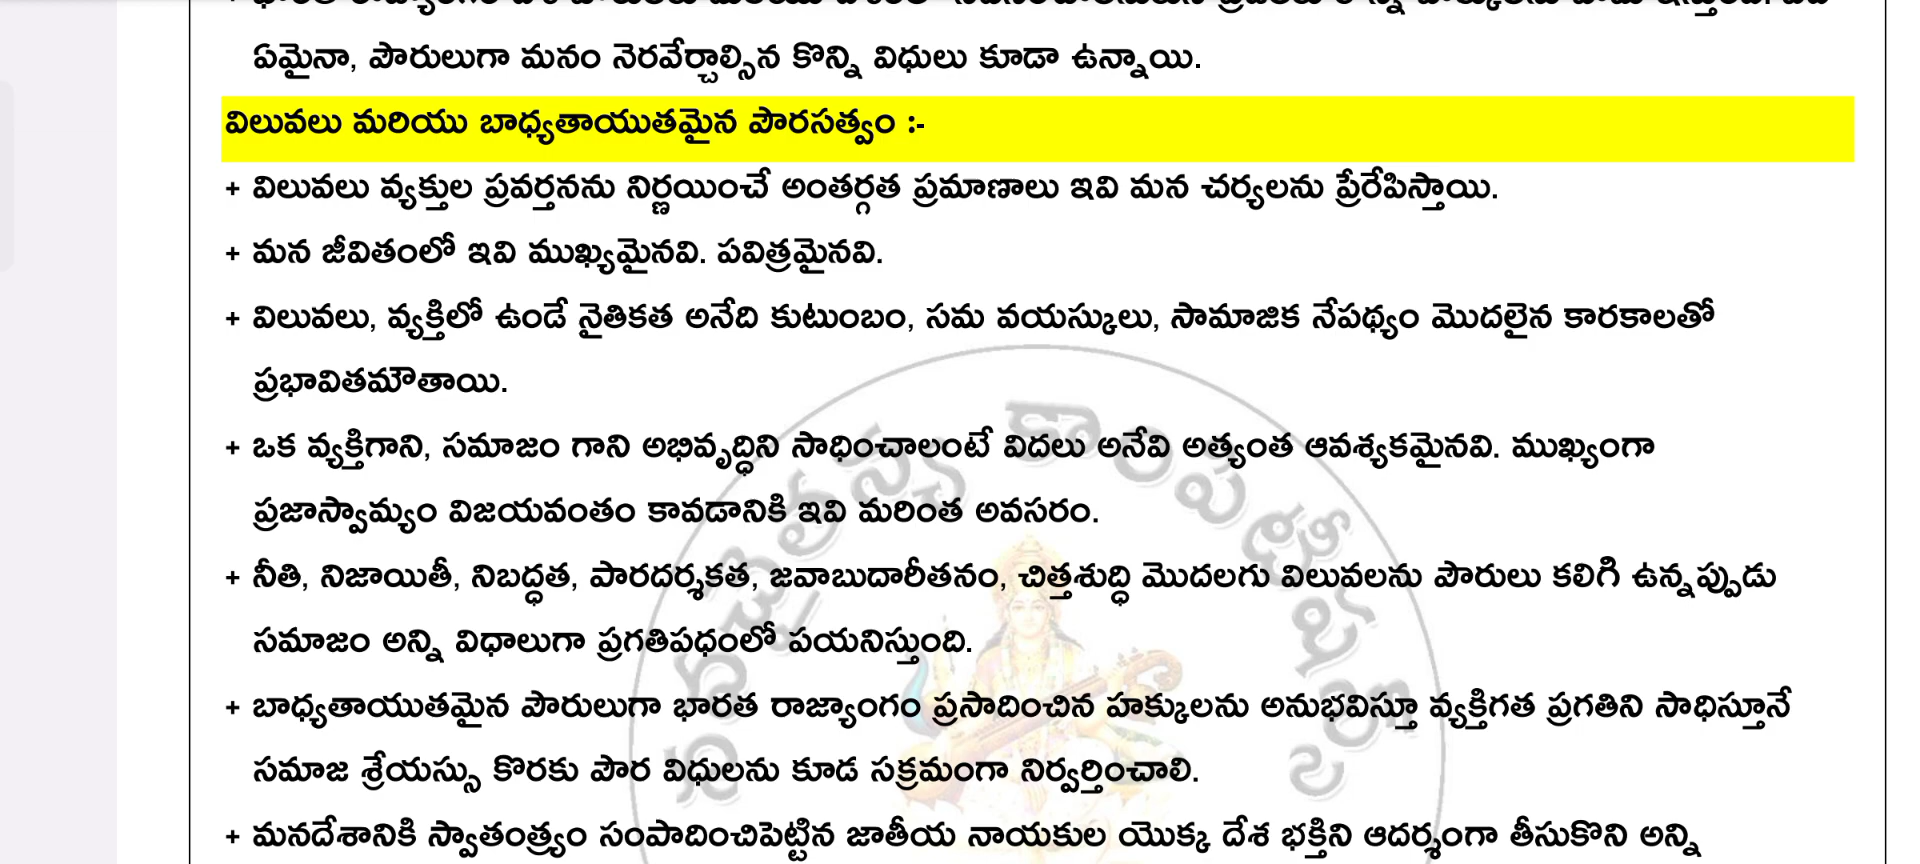 ఏమైనా, పౌరులుగా మనం నెరవేర్చాల్సిన కొన్ని విధులు కూడా ఉన్నాయి.
విలువలు మరియు బాధ్యతాయుతమైన పౌరసత్వం :-
+ విలువలు వ్యక్తుల ప్రవర్తనను నిర్ణయించే అంతర్గత ప్రమాణాలు ఇవి మన చర్యలను ప్రేరేపిస్తాయి.
+ మన జీవితంలో ఇవి ముఖ్యమైనవి. పవిత్రమైనవి.
+ విలువలు, వ్యక్తిలో ఉండే నైతికత అనేది కుటుంబం, సమ వయస్కులు, సామాజిక నేపథ్యం మొదలైన కారకాలతో
ప్రభావితమౌతాయి.
+ ఒక వ్యక్తిగాని, సమాజం గాని అభివృద్ధిని సాధించాలంటే విదలు అనేవి అత్యంత ఆవశ్యకమైనవి. ముఖ్యంగా
ప్రజాస్వామ్యం విజయవంతం కావడానికి ఇవి మరింత అవసరం.
+ నీతి, నిజాయితీ, నిబద్ధత, పారదర్శకత, జవాబుదారీతనం, చిత్తశుద్ధి మొదలగు విలువలను పౌరులు కలిగి ఉన్నప్పుడు
సమాజం అన్ని విధాలుగా ప్రగతిపధంలో పయనిస్తుంది.
+ బాధ్యతాయుతమైన పౌరులుగా భారత రాజ్యాంగం ప్రసాదించిన హక్కులను అనుభవిస్తూ వ్యక్తిగత ప్రగతిని సాధిస్తూనే
సమాజ శ్రేయస్సు కొరకు పౌర విధులను కూడ సక్రమంగా నిర్వర్తించాలి.
+ మనదేశానికి స్వాతంత్ర్యం సంపాదించిపెట్టిన జాతీయ నాయకుల యొక్క దేశ భక్తిని ఆదర్శంగా తీసుకొని అన్ని